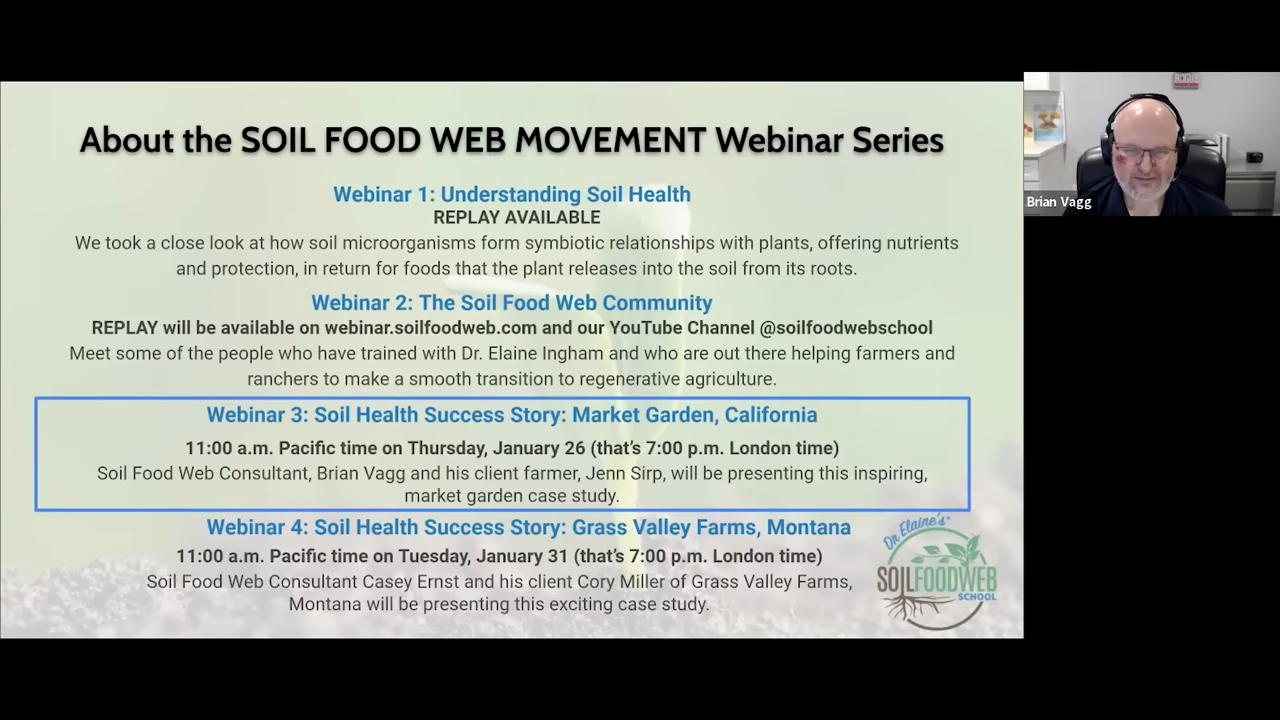 About the SOIL FOOD WEB MOVEMENT Webinar Series
Webinar 1: Understanding Soil Health
REPLAY AVAILABLE
We took a close look at how soil microorganisms form symbiotic relationships with plants, offering nutrients
and protection, in return for foods that the plant releases into the soil from its roots.
Webinar 2: The Soil Food Web Community
REPLAY will be available on webinar.soilfoodweb.com and our YouTube Channel @soilfoodwebschool
Meet some of the people who have trained with Dr. Elaine Ingham and who are out there helping farmers and
ranchers to make a smooth transition to regenerative agriculture.
Webinar 3: Soil Health Success Story: Market Garden, California
11:00 a.m. Pacific time on Thursday, January 26 (that's 7:00 p.m. London time)
Soil Food Web Consultant, Brian Vagg and his client farmer, Jenn Sirp, will be presenting this inspiring,
market garden case study.
Webinar 4: Soil Health Success Story: Grass Valley Farms, Montana
11:00 a.m. Pacific time on Tuesday, January 31 (that's 7:00 p.m. London time)
Soil Food Web Consultant Casey Ernst and his client Cory Miller of Grass Valley Farms,
Montana will be presenting this exciting case study.
Dr. Elaine's
SOILFOODWEB
SCHOOL
Brian Vagg